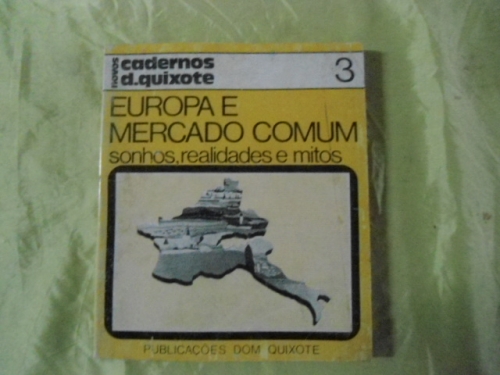 novos cadernos
d.quixote
3
EUROPA E
MERCADO COMUM
sonhos, realidades e mitos
PUBLICAÇÕES DOM QUIXOTE